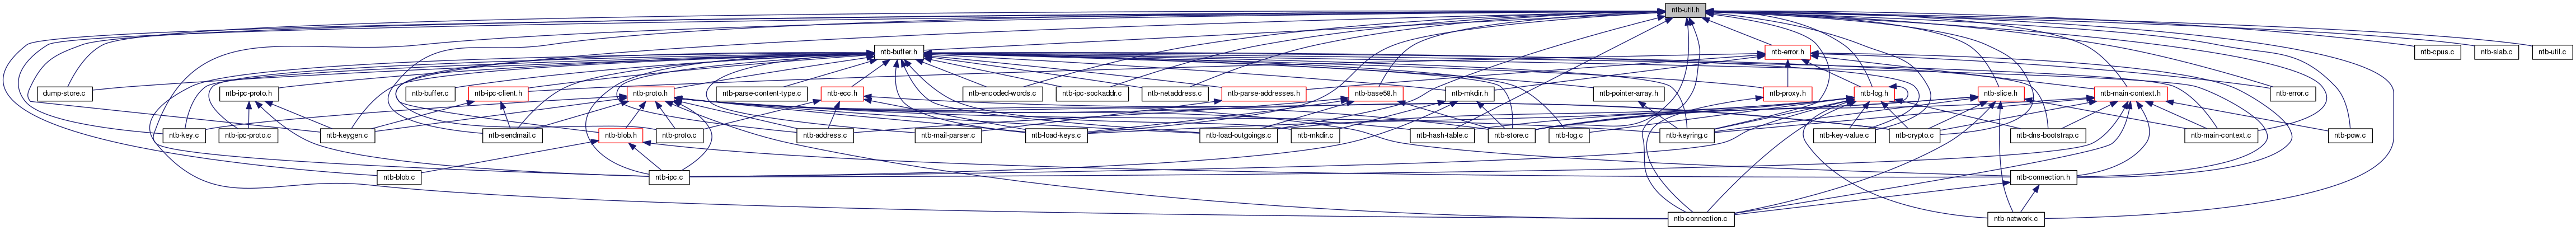 ntb-util.h
ntb-buffer.h
ntb-error.h
ntb-cpus.c
ntb-slab.c
ntb-util.c
dump-store.c
ntb-ipc-proto.h
ntb-buffer.c
ntb-ipc-client.h
ntb-proto.h
ntb-parse-content-type.c
ntb-ecc.h
ntb-encoded-words.c
ntb-ipc-sockaddr.c
ntb-netaddress.c
ntb-parse-addresses.h
ntb-base58.h
ntb-mkdir.h
ntb-pointer-array.h
ntb-proxy.h
ntb-log.h
ntb-slice.h
ntb-main-context.h
ntb-error.c
ntb-key.c
ntb-ipc-proto.c
ntb-keygen.c
ntb-sendmail.c
ntb-blob.h
ntb-proto.c
ntb-address.c
ntb-mail-parser.c
ntb-load-keys.c
ntb-load-outgoings.c
ntb-mkdir.c
ntb-hash-table.c
ntb-store.c
ntb-log.c
ntb-keyring.c
ntb-key-value.c
ntb-crypto.c
ntb-dns-bootstrap.c
ntb-main-context.c
ntb-pow.c
ntb-blob.c
ntb-ipc.c
ntb-connection.h
ntb-connection.c
ntb-network.c